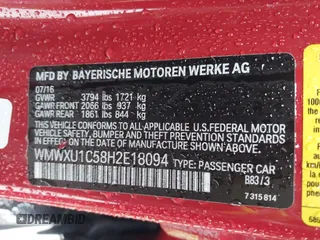 MFD BY BAYERISCHE MOTOREN WERKE AG
07/16
GVWR 3794 lbs 1721 kg
GAWR FRONT 2066 lbs 937 kg
GAWR REAR 1861 lbs 844 kg
THIS VEHICLE CONFORMS TO ALL APPLICABLE U.S. FEDERAL MOTOR
VEHICLE SAFETY, BUMPER, AND THEFT PREVENTION STANDARDS
IN EFFECT ON THE DATE OF MANUFACTURE SHOWN ABOVE.
WMWXU1C58H2E18094 TYPE: PASSENGER CAR
B83/3
7 315 814